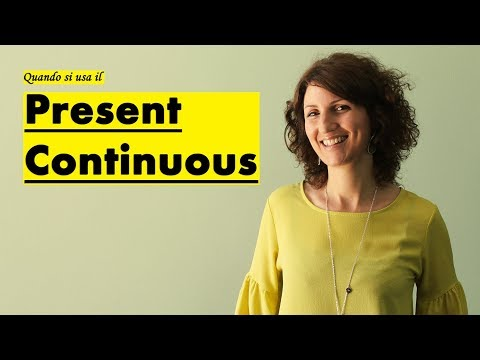 Quando si usa il
Present
Continuous